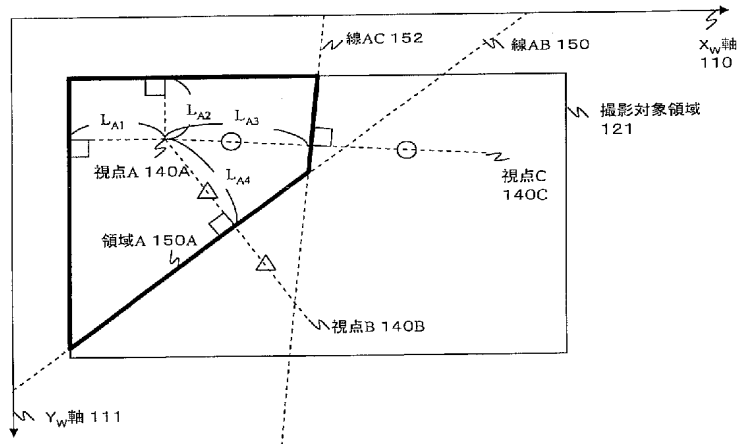 線AC 152
線AB 150
XW軸
110
撮影対象領域
121
LA1
LA2
LA3
視点A 140A
LA4
視点C
140C
領域A 150A
視点B 140B
YW軸 111